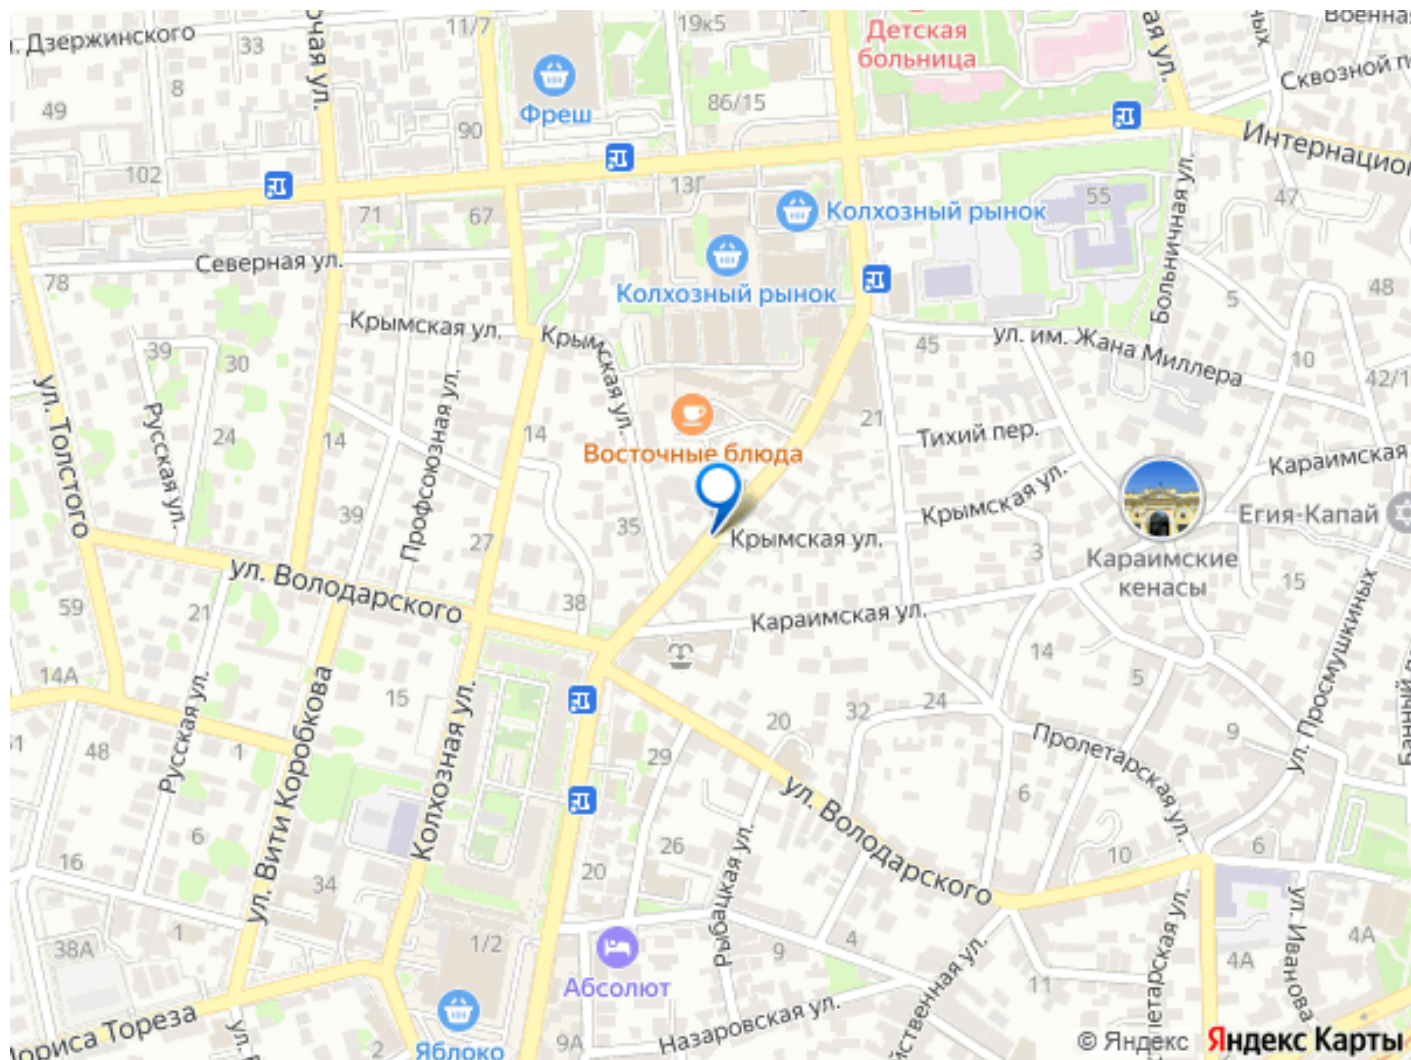 11/7
19к5
Детская
больница
. Дзержинского
33
8
49
Фреш
86/15
90
Сквозной п
Интернацион
102
13Г
71
67
55
47
Колхозный рынок
Больничная ул.
Северная ул.
78
Колхозный рынок
5
48
Крымская ул.
Крымская ул.
39
30
45
ул. им. Жана Миллера
10
42/1
ул. Толстого
Русская ул.
24
14
Профсоюзная ул.
14
21
Тихий пер.
Восточные блюда
Караимская
39
35
Крымская ул.
Егия-Капай
27
Крымская ул.
3
Караимские
кенасы
15
ул. Володарского
59
21
38
Караимская ул.
14А
15
14
5
24
32
20
9
ул. Просмушкиных
48
1
Русская ул.
29
Пролетарская ул.
ул. Вити Коробкова
Колхозная ул.
ул. Володарского
6
6
16
26
10
6
34
20
Рыбацкая ул.
38А
1
1/2
9
4
4А
4А
11
ул. Иванова
Абсолют
ориса Тореза
Назаровская ул.
2
9А
Яблоко
© Яндекс
Яндекс Карты